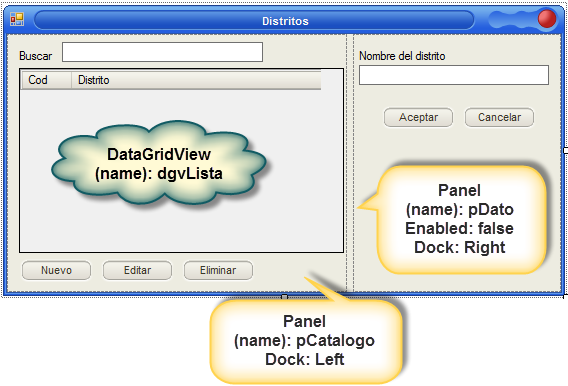 Distritos
Buscar
Nombre del distrito
Cod Distrito
Aceptar Cancelar
DataGridView
(name): dgvLista
Panel
(name): pDato
Enabled: false
Dock: Right
Nuevo Editar Eliminar
Panel
(name): pCatalogo
Dock: Left